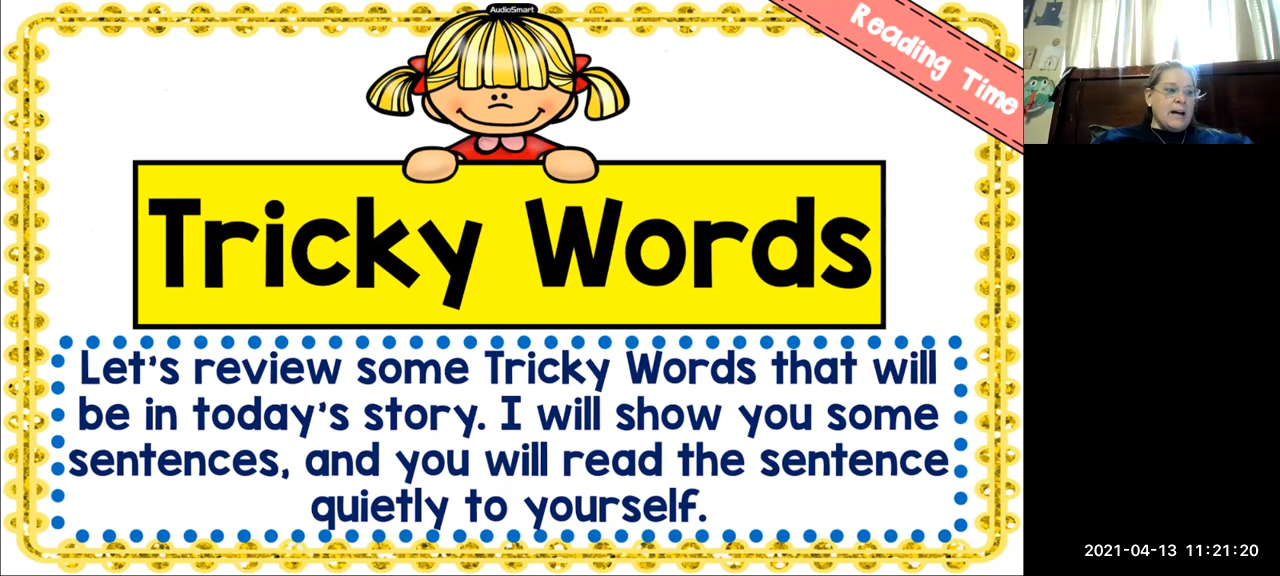 AudioSmart
Reading Time
Tricky Words
Let's review some Tricky Words that will
be in today's story. I will show you some
sentences, and you will read the sentence
quietly to yourself.
2021-04-13 11:21:20